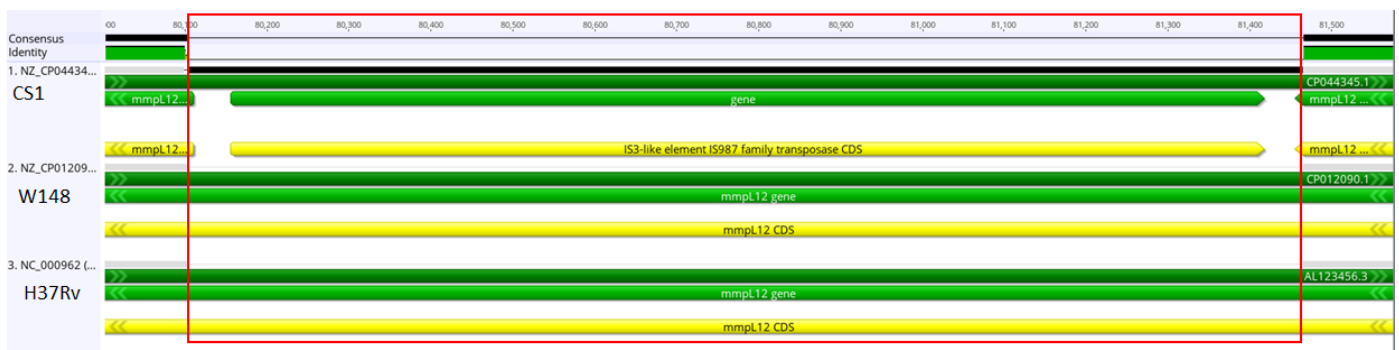 00 80,100 80,200 80,300 80,400 80,500 80,600 80,700 80,800 80,900 81,000 81,100 81,200 81,300 81,400 81,500
Consensus
Identity
1. NZ_CP04434...
CP044345.1
CS1
mmpL12... gene mmpL12 ...
mmpL12... IS3-like element IS987 family transposase CDS mmpL12 ...
2. NZ_CP01209...
CP012090.1
W148
mmpL12 gene
mmpL12 CDS
3. NC_000962 (...
AL123456.3
H37Rv
mmpL12 gene
mmpL12 CDS